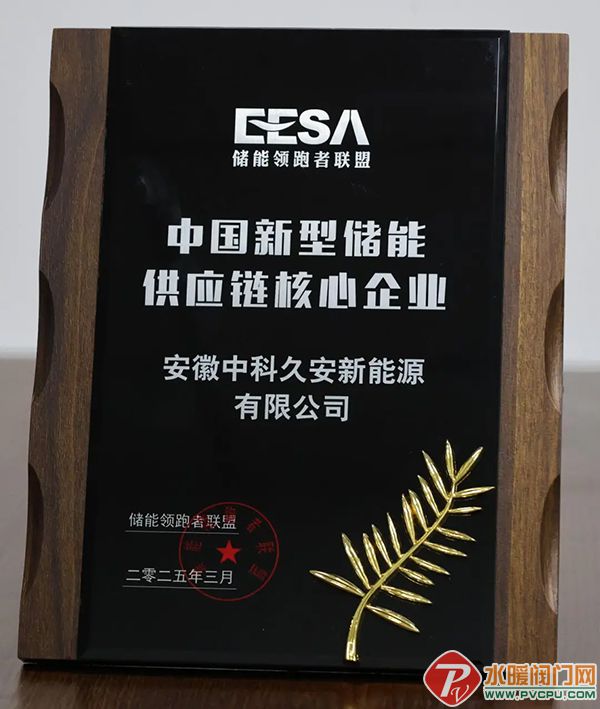 EESA
储能领跑者联盟
中国新型储能
供应链核心企业
安徽中科久安新能源
有限公司
储能领跑者联盟
二零二五年三月
水暖阀门网
www.PVCPU.com